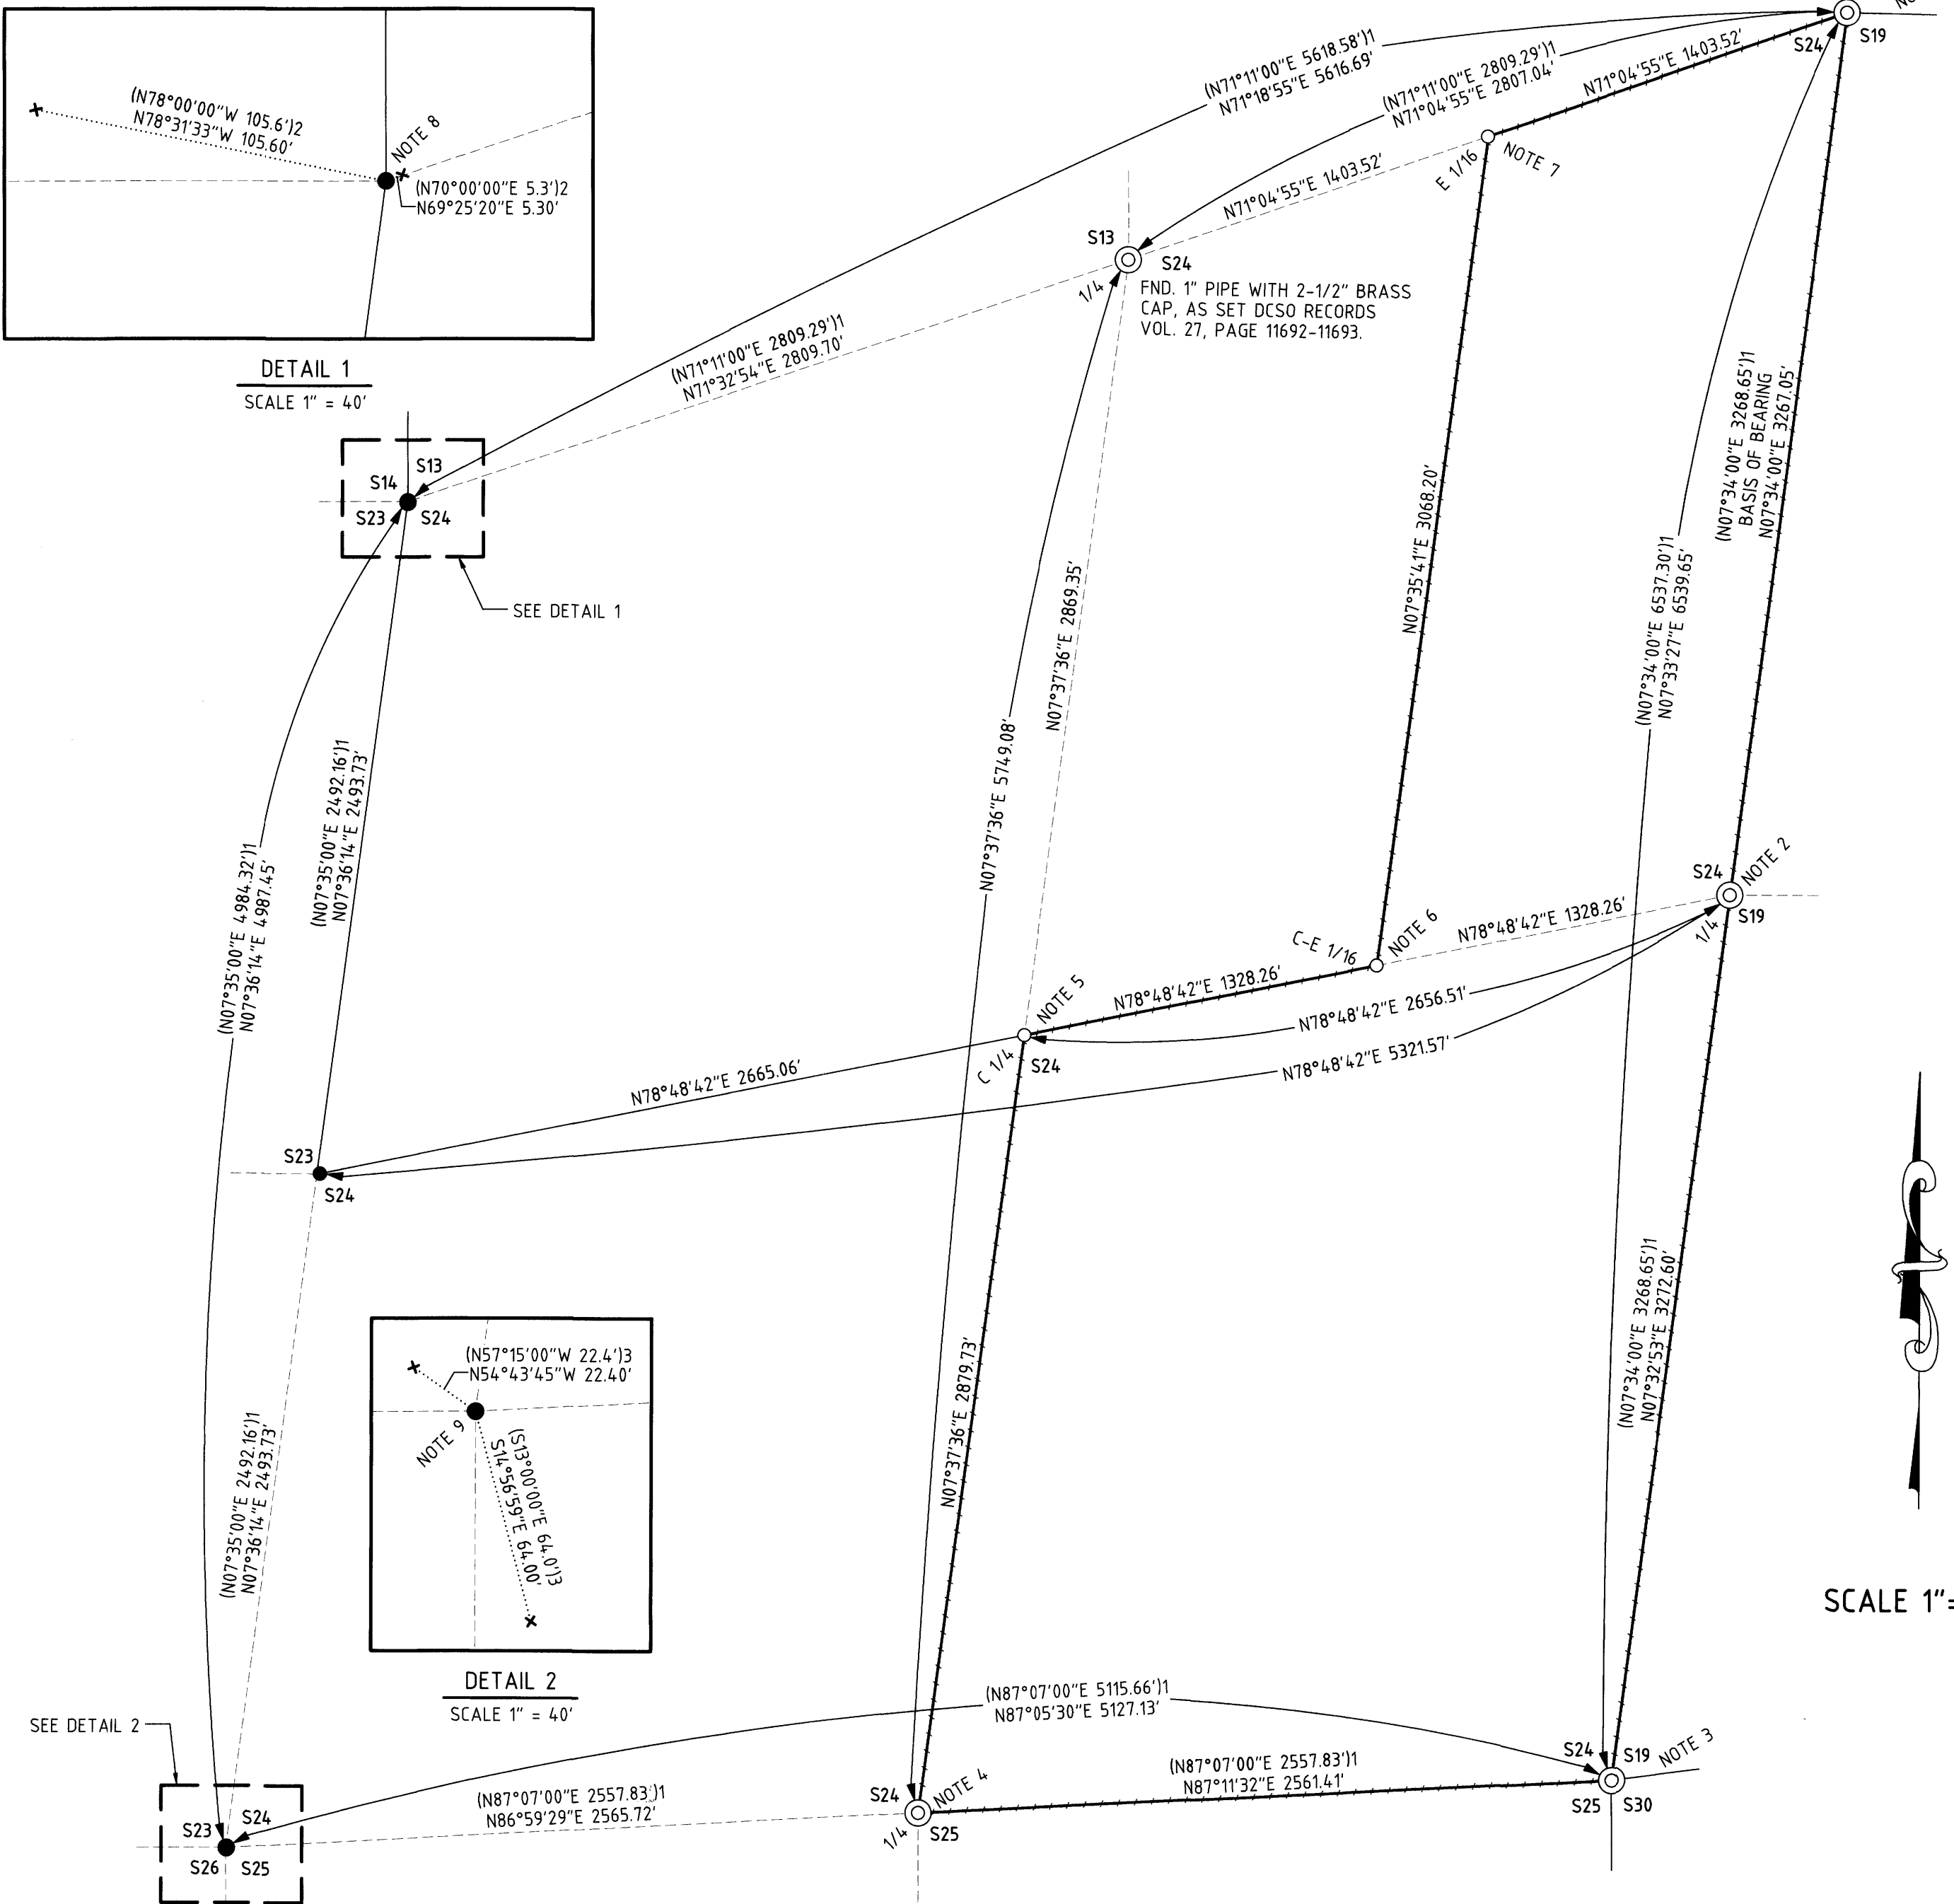 NO
S24
S19
(N71°11'00"E 5618.58')1
N71°18'55"E 5616.69'
(N71°11'00"E 2809.29')1
N71°04'55"E 2807.04'
N71°04'55"E 1403.52'
(N78°00'00"W 105.6')2
N78°31'33"W 105.60'
NOTE 8
(N70°00'00"E 5.3')2
N69°25'20"E 5.30'
DETAIL 1
SCALE 1" = 40'
E 1/16
NOTE 7
N71°04'55"E 1403.52'
S13
S24
1/4
FND. 1" PIPE WITH 2-1/2" BRASS
CAP, AS SET DCSO RECORDS
VOL. 27, PAGE 11692-11693.
(N71°11'00"E 2809.29')1
N71°32'54"E 2809.70'
S13
S14
S23
S24
SEE DETAIL 1
(N07°34'00"E 3268.65')1
BASIS OF BEARING
N07°34'00"E 3267.05'
N07°35'41"E 3068.20'
N07°37'36"E 2869.35'
(N07°34'00"E 6537.30')1
N07°33'27"E 6539.65'
N07°37'36"E 5749.08'
(N07°35'00"E 2492.16')1
N07°36'14"E 2493.73'
(N07°35'00"E 4984.32')1
N07°36'14"E 4987.45'
S24
NOTE 2
S19
1/4
C-E 1/16
NOTE 6
N78°48'42"E 1328.26'
NOTE 5
N78°48'42"E 1328.26'
N78°48'42"E 2656.51'
N78°48'42"E 5321.57'
C 1/4
S24
N78°48'42"E 2665.06'
S23
S24
(N07°34'00"E 3268.65')1
N07°32'53"E 3272.60'
N07°37'36"E 2879.73'
(N57°15'00"W 22.4')3
N54°43'45"W 22.40'
NOTE 9
(S13°00'00"E 64.0')3
S14°56'59"E 64.00'
DETAIL 2
SCALE 1" = 40'
(N07°35'00"E 2492.16')1
N07°36'14"E 2493.73'
SCALE 1"=
SEE DETAIL 2
(N87°07'00"E 5115.66')1
N87°05'30"E 5127.13'
S24
S19
NOTE 3
S25
S30
(N87°07'00"E 2557.83')1
N87°11'32"E 2561.41'
S24
NOTE 4
1/4
S25
(N87°07'00"E 2557.83')1
N86°59'29"E 2565.72'
S23
S24
S26
S25